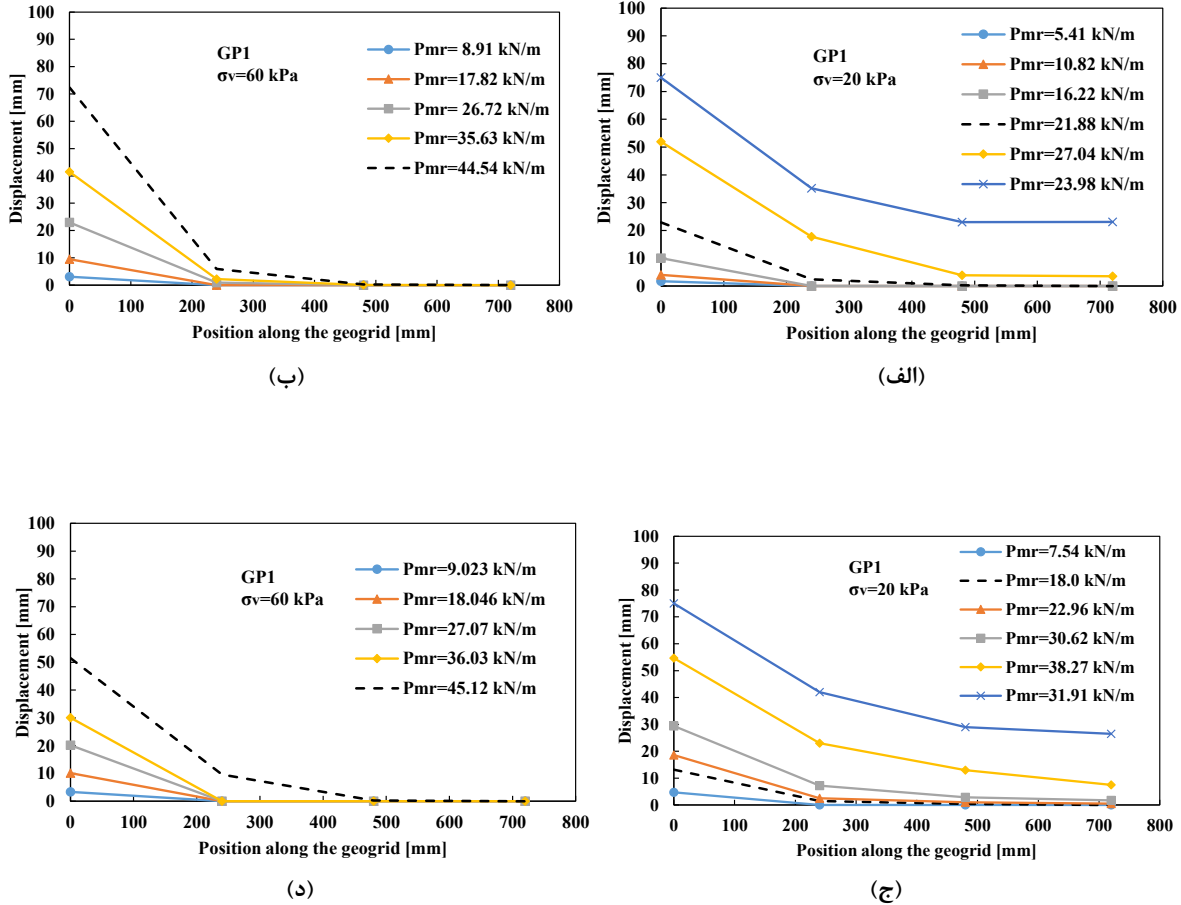 100
90
80
70
60
50
40
30
20
10
0
0 100 200 300 400 500 600 700 800
Displacement [mm]
Position along the geogrid [mm]
GP1
σv=60 kPa
Pmr= 8.91 kN/m
Pmr=17.82 kN/m
Pmr= 26.72 kN/m
Pmr=35.63 kN/m
Pmr=44.54 kN/m
(ب)
100
90
80
70
60
50
40
30
20
10
0
0 100 200 300 400 500 600 700 800
Displacement [mm]
Position along the geogrid [mm]
GP1
σv=20 kPa
Pmr=5.41 kN/m
Pmr=10.82 kN/m
Pmr=16.22 kN/m
Pmr=21.88 kN/m
Pmr=27.04 kN/m
Pmr=23.98 kN/m
(الف)
100
90
80
70
60
50
40
30
20
10
0
0 100 200 300 400 500 600 700 800
Displacement [mm]
Position along the geogrid [mm]
GP1
σv=60 kPa
Pmr=9.023 kN/m
Pmr=18.046 kN/m
Pmr=27.07 kN/m
Pmr=36.03 kN/m
Pmr=45.12 kN/m
(د)
100
90
80
70
60
50
40
30
20
10
0
0 100 200 300 400 500 600 700 800
Displacement [mm]
Position along the geogrid [mm]
GP1
σv=20 kPa
Pmr=7.54 kN/m
Pmr=18.0 kN/m
Pmr=22.96 kN/m
Pmr=30.62 kN/m
Pmr=38.27 kN/m
Pmr=31.91 kN/m
(ج)